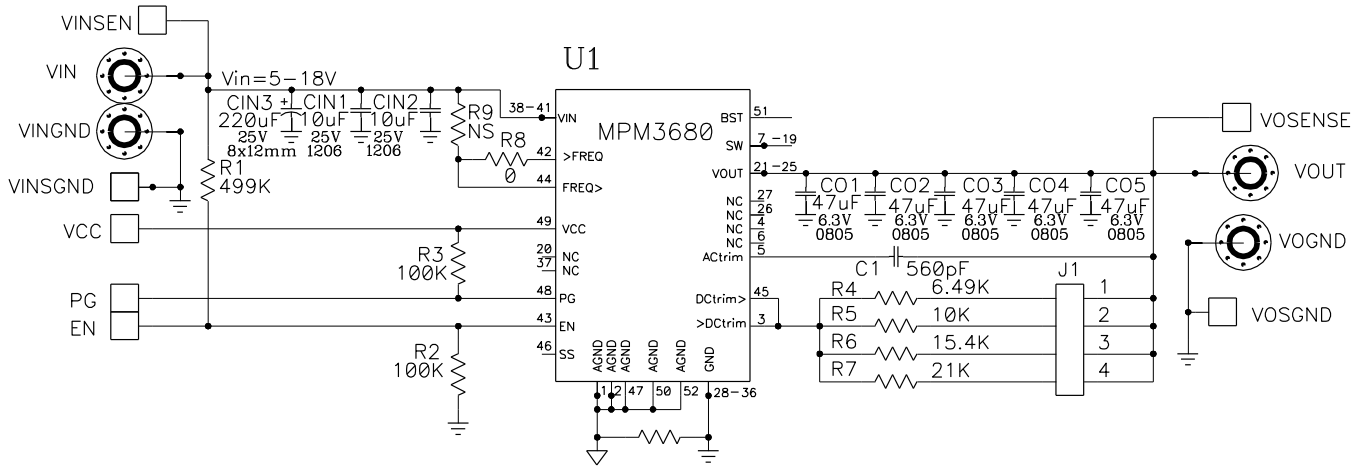 VINSEN
VIN
VINGND
VINSGND
VCC
PG
EN
Vin=5-18V
CIN3 +
220uF
25V
8x12mm
CIN1
10uF
25V
1206
CIN2
10uF
25V
1206
R9
NS
R8
0
R1
499K
R3
100K
R2
100K
U1
MPM3680
38-41
VIN
42
>FREQ
44
FREQ>
49
VCC
20
NC
37
NC
48
PG
43
EN
46
SS
AGND
AGND
AGND
AGND
AGND
GND
1
2
47
50
52
28-36
BST
51
SW
7-19
VOUT
21-25
NC
27
NC
26
NC
4
NC
6
ACtrim
5
DCtrim>
45
>DCtrim
3
CO1
47uF
6.3V
0805
CO2
47uF
6.3V
0805
CO3
47uF
6.3V
0805
CO4
47uF
6.3V
0805
CO5
47uF
6.3V
0805
C1
560pF
J1
R4
6.49K
1
R5
10K
2
R6
15.4K
3
R7
21K
4
VOSENSE
VOUT
VOGND
VOSGND